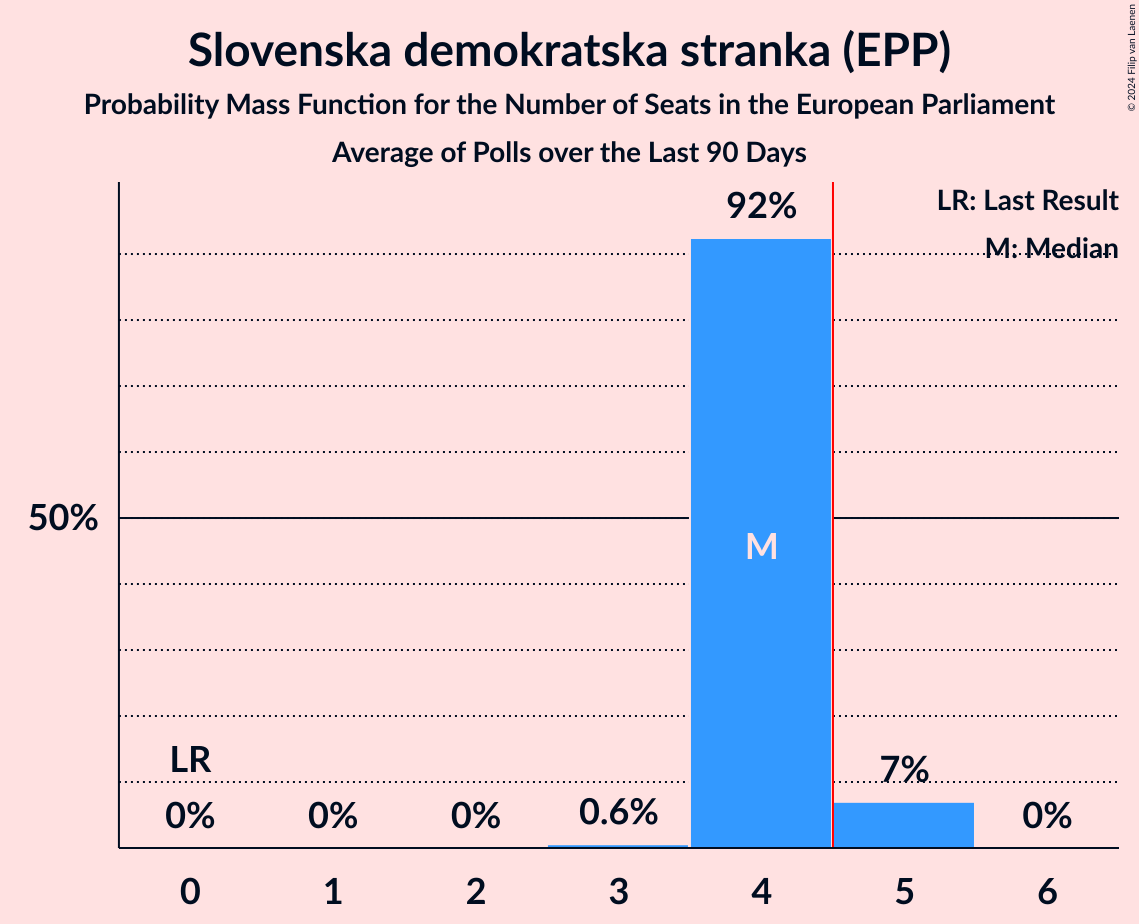 Slovenska demokratska stranka (EPP)
Probability Mass Function for the Number of Seats in the European Parliament
Average of Polls over the Last 90 Days
© 2024 Filip van Laenen
LR: Last Result
M: Median
92%
50%
M
LR
0%
0%
0%
0.6%
7%
0%
0
1
2
3
4
5
6